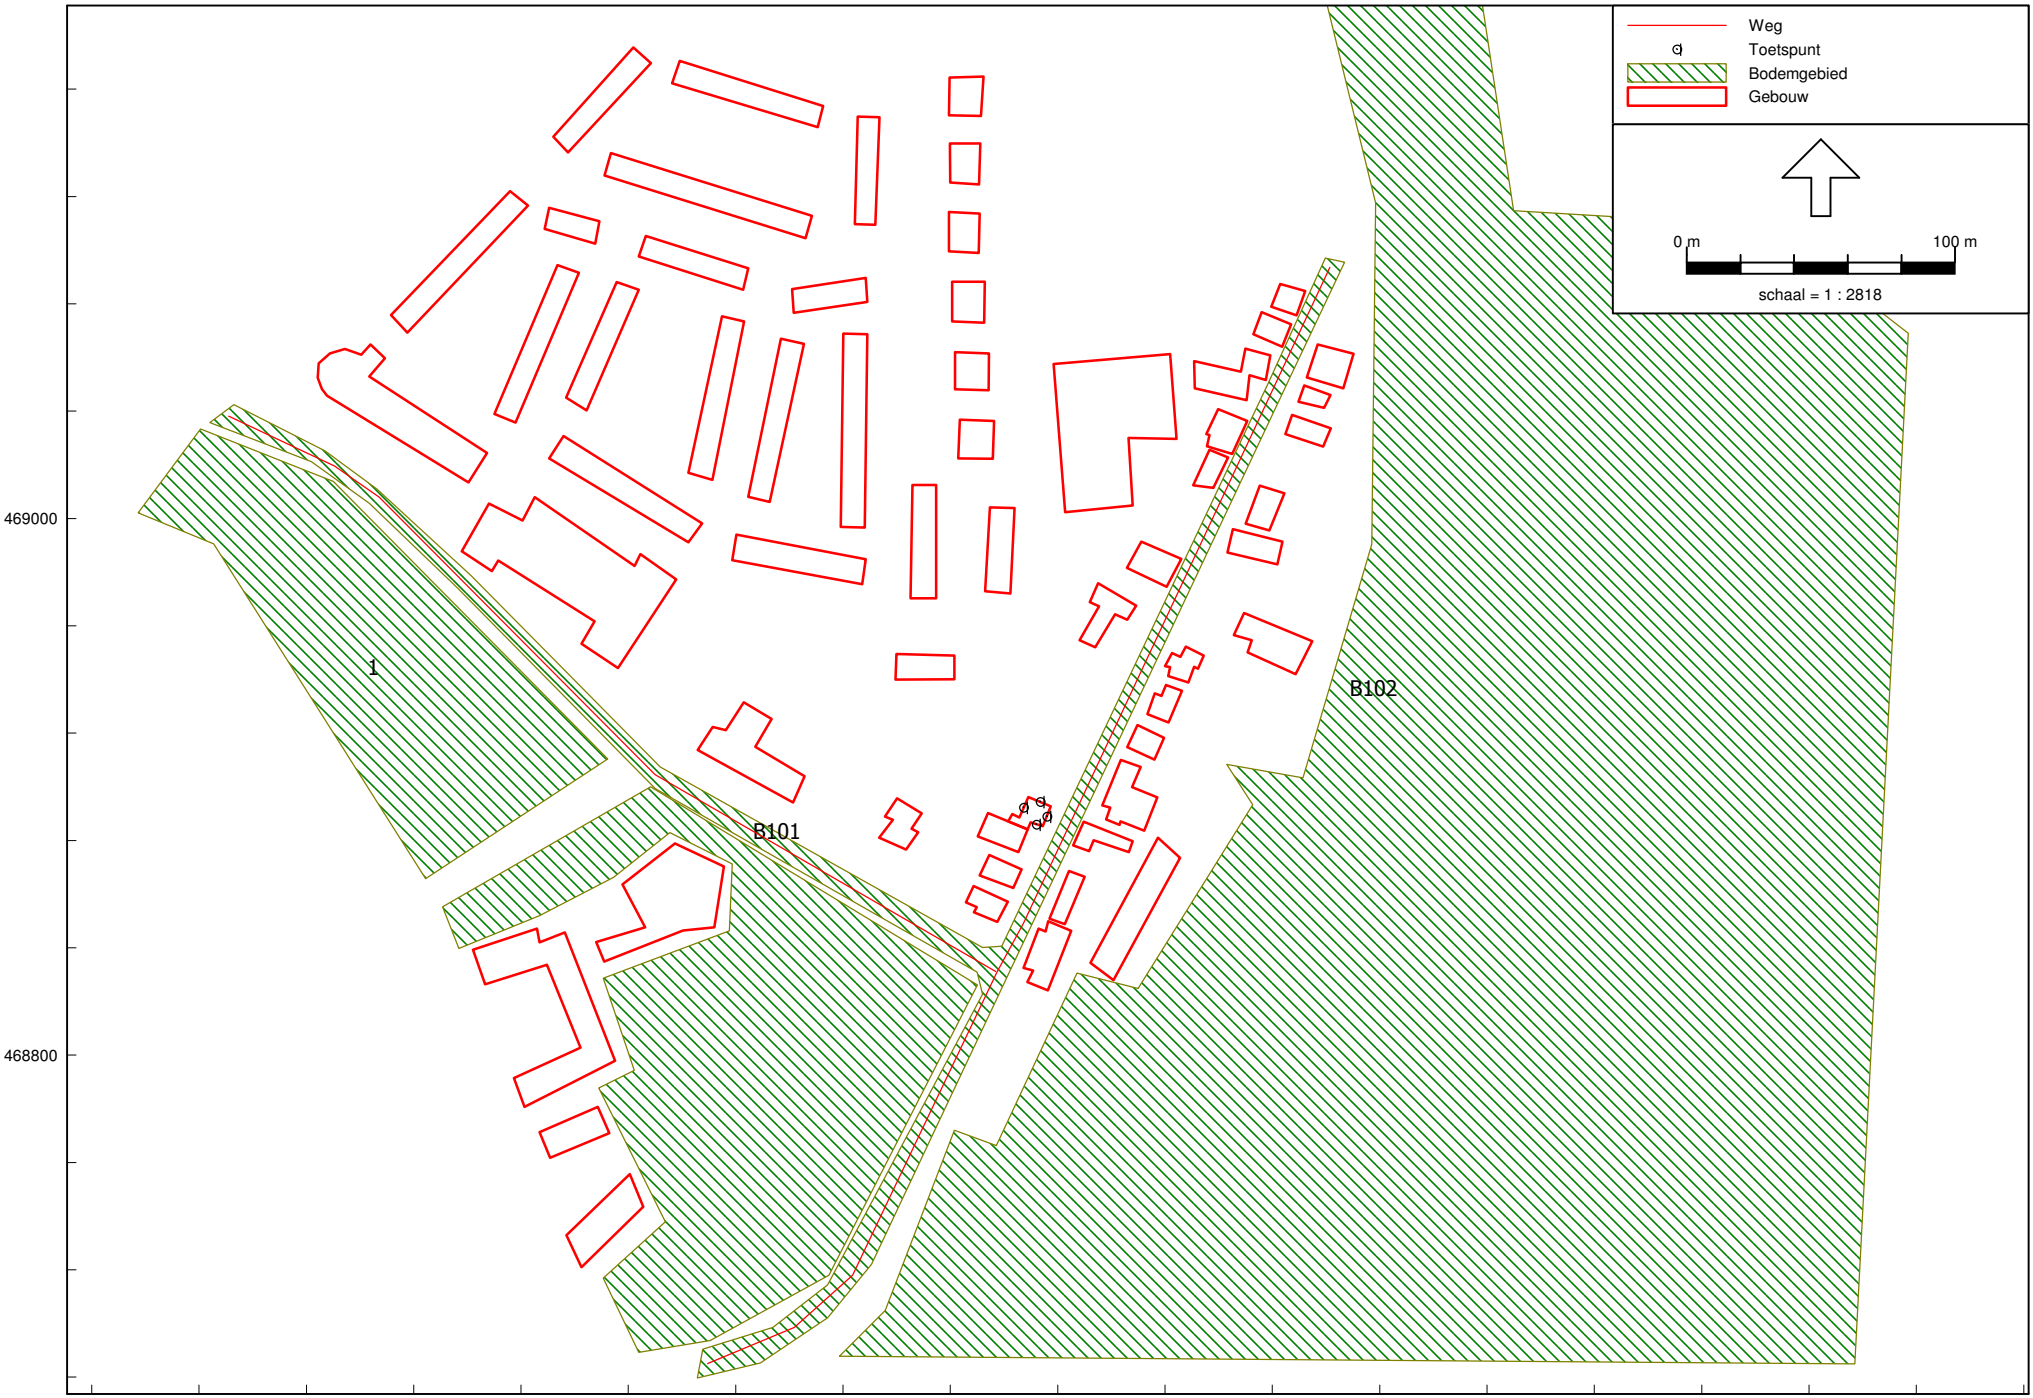 Weg
Toetspunt
Bodemgebied
Gebouw
0 m 100 m
schaal = 1 : 2818
469000
1
B102
B101
468800